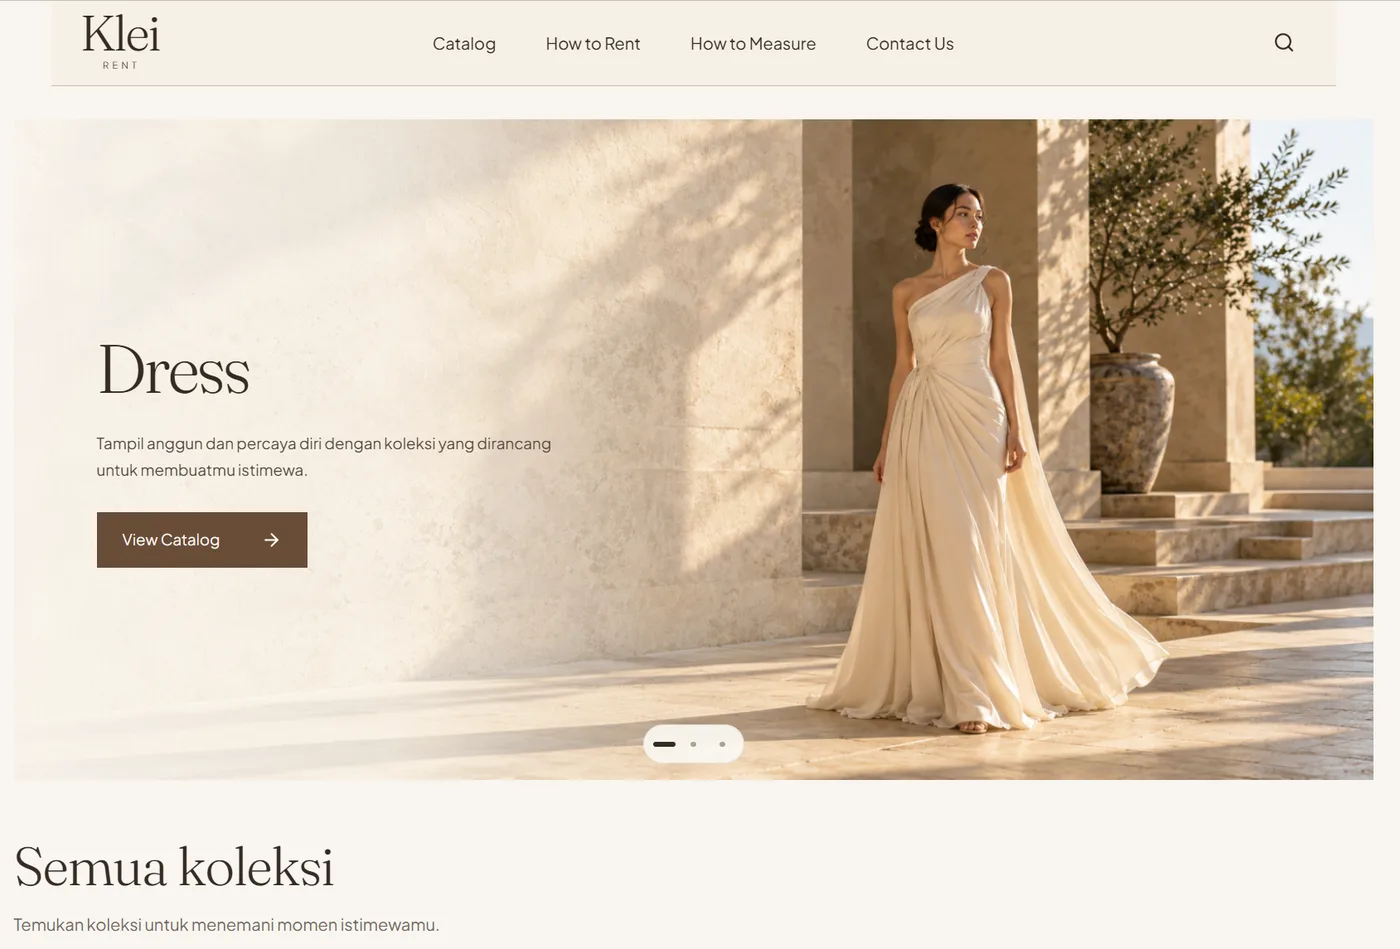 Klei
RENT
Catalog
How to Rent
How to Measure
Contact Us
Dress
Tampil anggun dan percaya diri dengan koleksi yang dirancang
untuk membuatmu istimewa.
View Catalog
Semua koleksi
Temukan koleksi untuk menemani momen istimewamu.